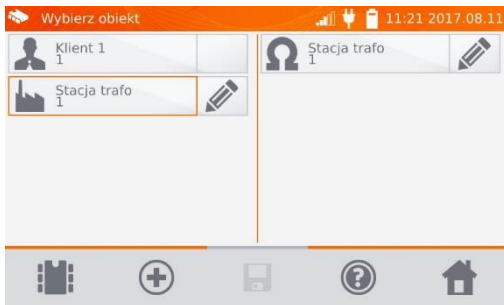 Wybierz obiekt
11:21 2017.08.11
Klient 1
1
Stacja trafo
1
Stacja trafo
1